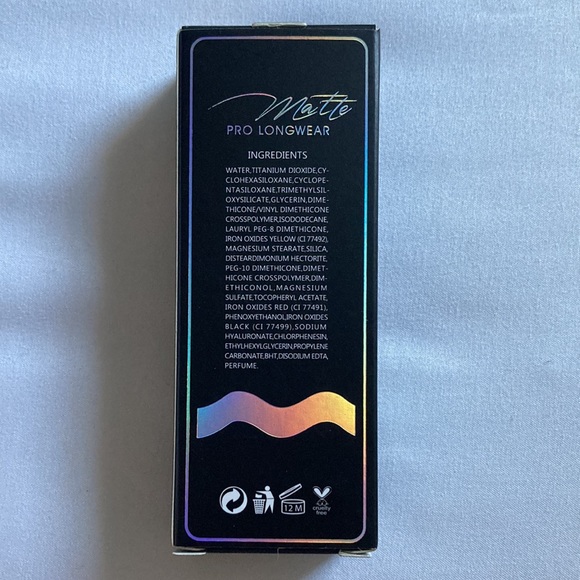 Matte
PRO LONGWEAR
INGREDIENTS
WATER,TITANIUM DIOXIDE,CY-
CLOHEXASILOXANE,CYCLOPE-
NTASILOXANE,TRIMETHYLSIL-
OXYSILICATE,GLYCERIN,DIME-
THICONE/VINYL DIMETHICONE
CROSSPOLYMER,ISODODECANE,
LAURYL PEG-8 DIMETHICONE,
IRON OXIDES YELLOW (CI 77492),
MAGNESIUM STEARATE,SILICA,
DISTEARDIMONIUM HECTORITE,
PEG-10 DIMETHICONE,DIMET-
HICONE CROSSPOLYMER,DIM-
ETHICONOL,MAGNESIUM
SULFATE,TOCOPHERYL ACETATE,
IRON OXIDES RED (CI 77491),
PHENOXYETHANOL,IRON OXIDES
BLACK (CI 77499),SODIUM
HYALURONATE,CHLORPHENESIN,
ETHYLHEXYLGLYCERIN,PROPYLENE
CARBONATE,BHT,DISODIUM EDTA,
PERFUME.
12 M
cruelty
free